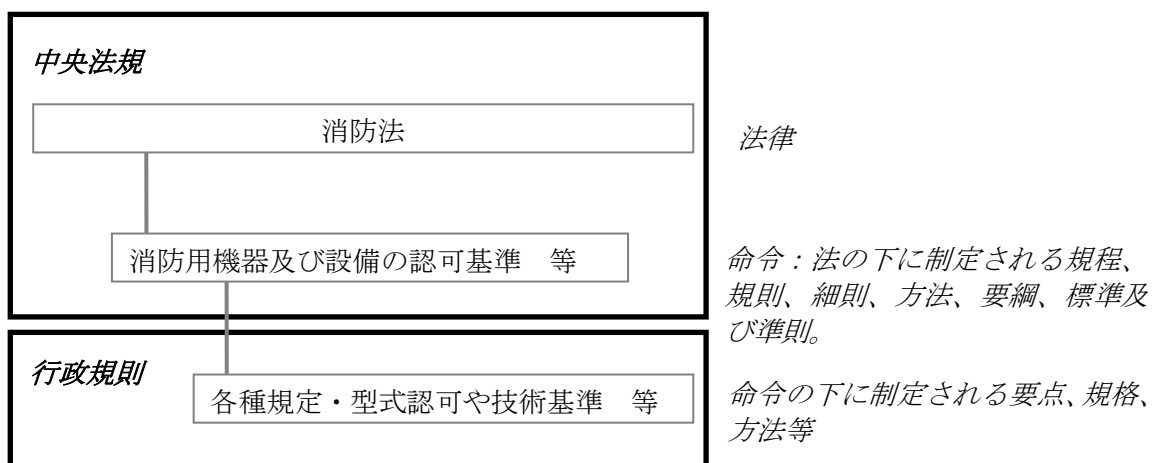 中央法規
消防法
法律
消防用機器及び設備の認可基準　等
命令：法の下に制定される規程、
規則、細則、方法、要綱、標準及
び準則。
行政規則
各種規定・型式認可や技術基準　等
命令の下に制定される要点、規格、
方法等